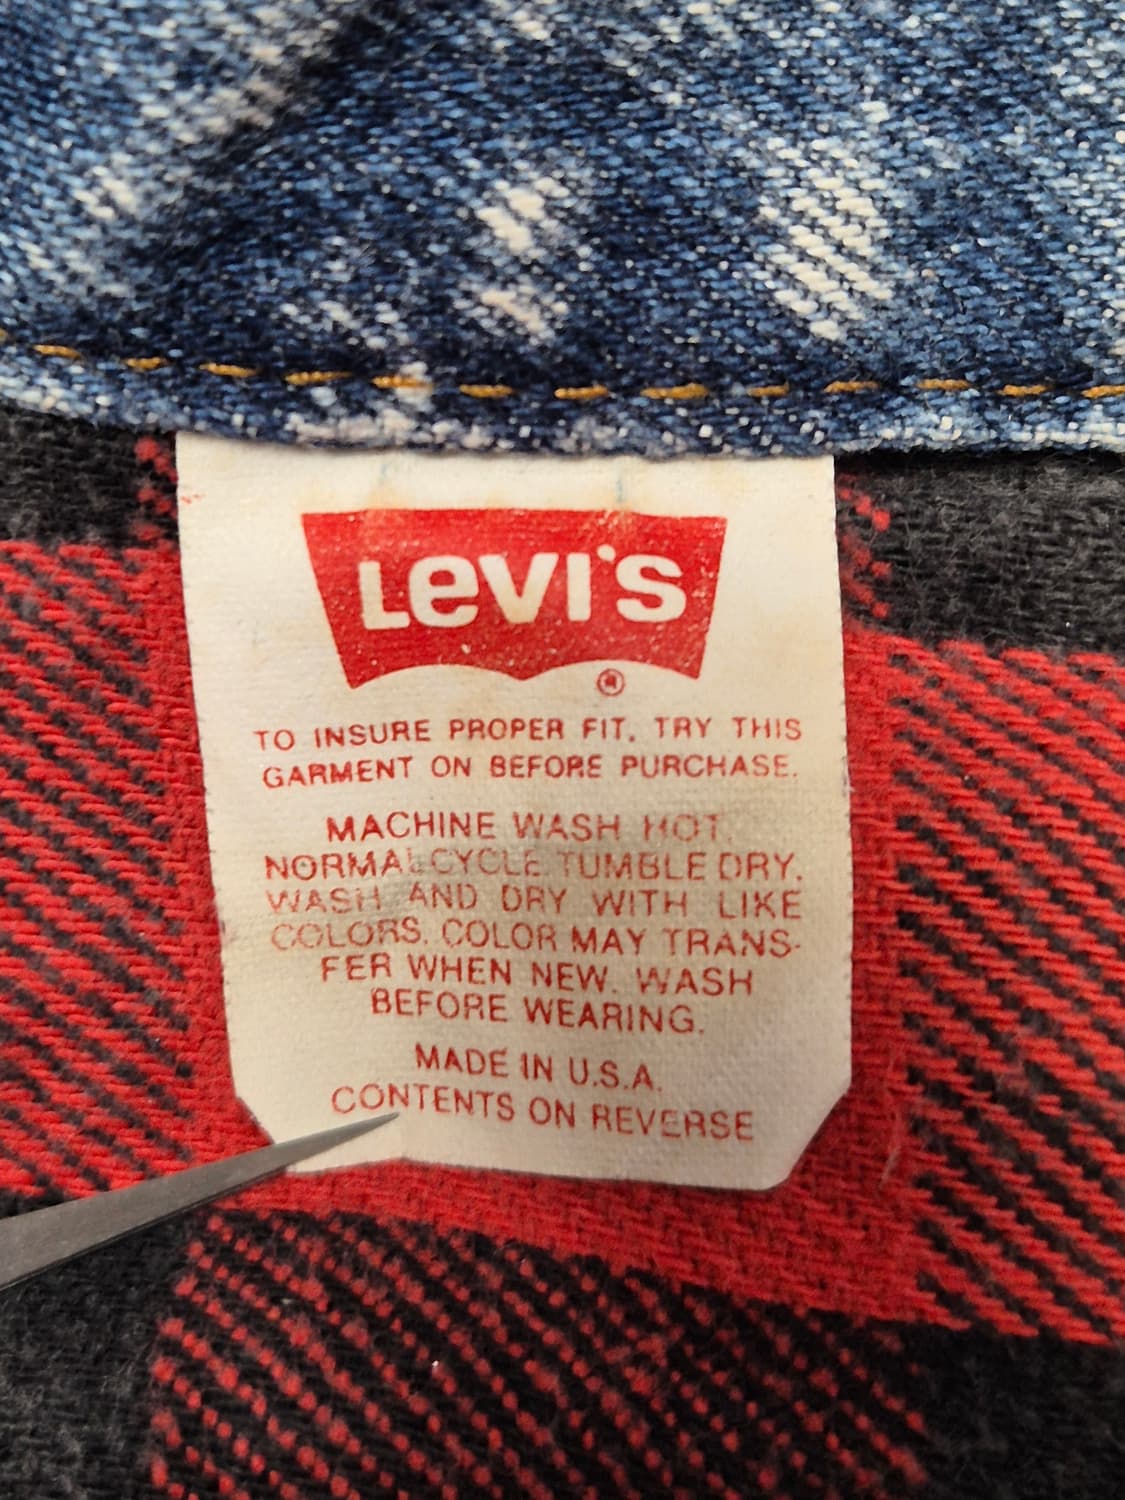 LEVI'S
®
TO INSURE PROPER FIT, TRY THIS
GARMENT ON BEFORE PURCHASE.
MACHINE WASH HOT.
NORMAL CYCLE TUMBLE DRY.
WASH AND DRY WITH LIKE
COLORS. COLOR MAY TRANS-
FER WHEN NEW. WASH
BEFORE WEARING.
MADE IN U.S.A.
CONTENTS ON REVERSE